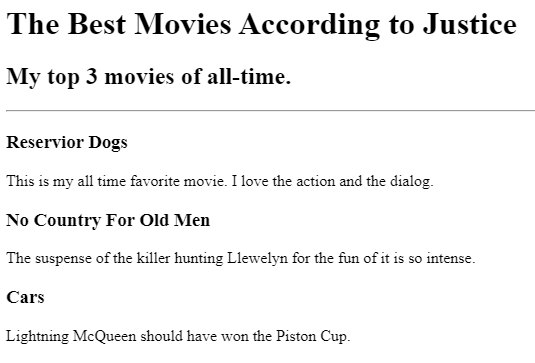 The Best Movies According to Justice
My top 3 movies of all-time.
Reservior Dogs
This is my all time favorite movie. I love the action and the dialog.
No Country For Old Men
The suspense of the killer hunting Llewelyn for the fun of it is so intense.
Cars
Lightning McQueen should have won the Piston Cup.